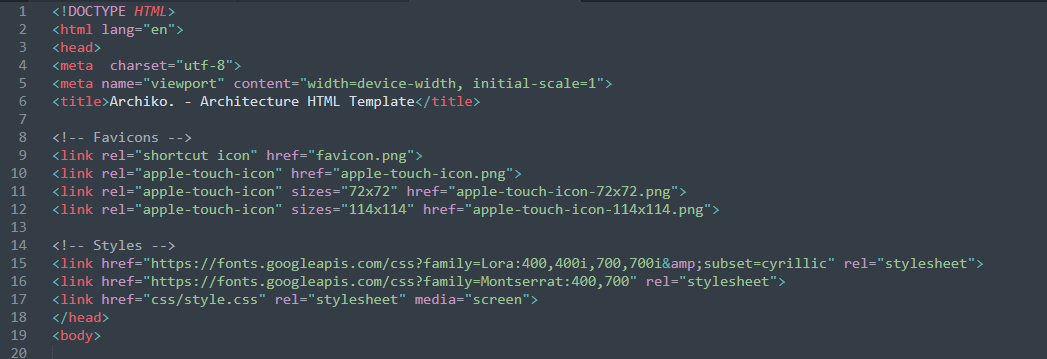 1 <!DOCTYPE HTML>
2 <html lang="en">
3 <head>
4 <meta  charset="utf-8">
5 <meta name="viewport" content="width=device-width, initial-scale=1">
6 <title>Archiko. - Architecture HTML Template</title>
7
8 <!-- Favicons -->
9 <link rel="shortcut icon" href="favicon.png">
10 <link rel="apple-touch-icon" href="apple-touch-icon.png">
11 <link rel="apple-touch-icon" sizes="72x72" href="apple-touch-icon-72x72.png">
12 <link rel="apple-touch-icon" sizes="114x114" href="apple-touch-icon-114x114.png">
13
14 <!-- Styles -->
15 <link href="https://fonts.googleapis.com/css?family=Lora:400,400i,700,700i&amp;subset=cyrillic" rel="stylesheet">
16 <link href="https://fonts.googleapis.com/css?family=Montserrat:400,700" rel="stylesheet">
17 <link href="css/style.css" rel="stylesheet" media="screen">
18 </head>
19 <body>
20